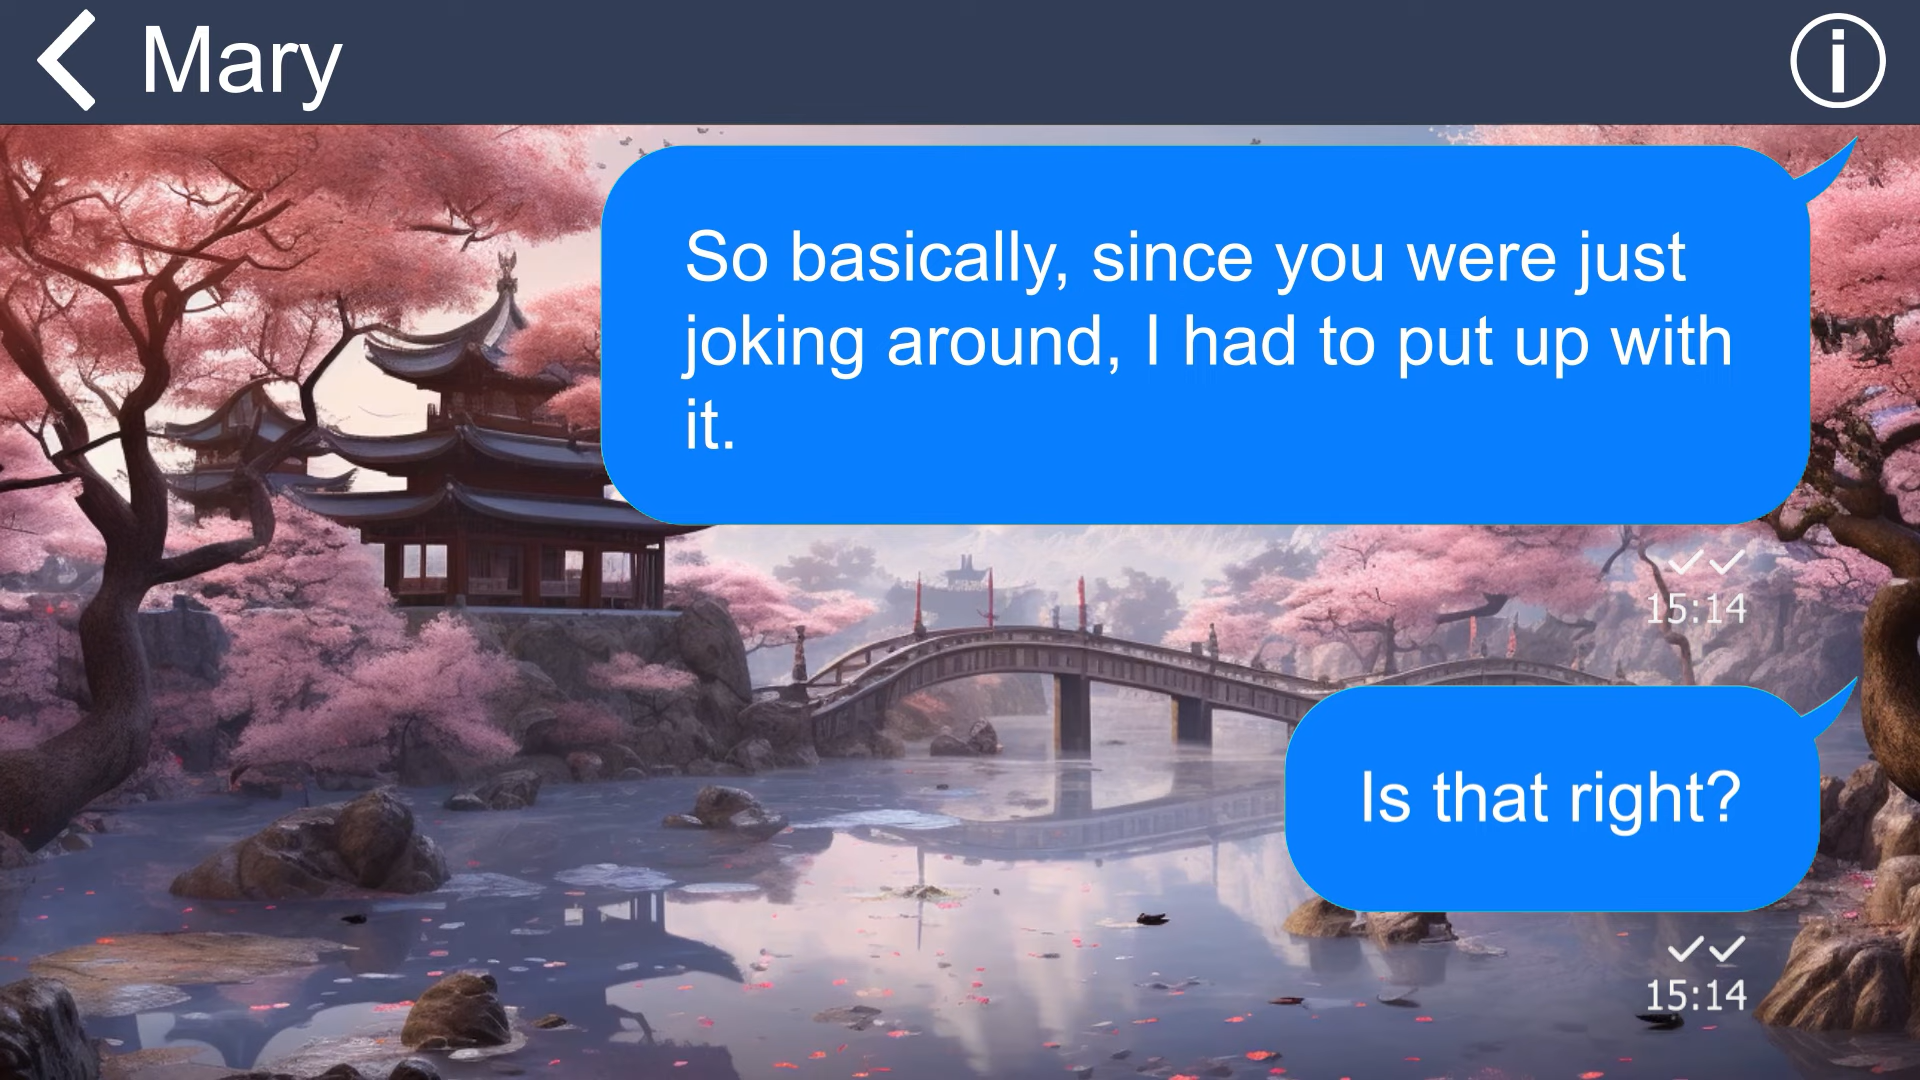 Mary
So basically, since you were just
joking around, I had to put up with
it.
15:14
Is that right?
15:14